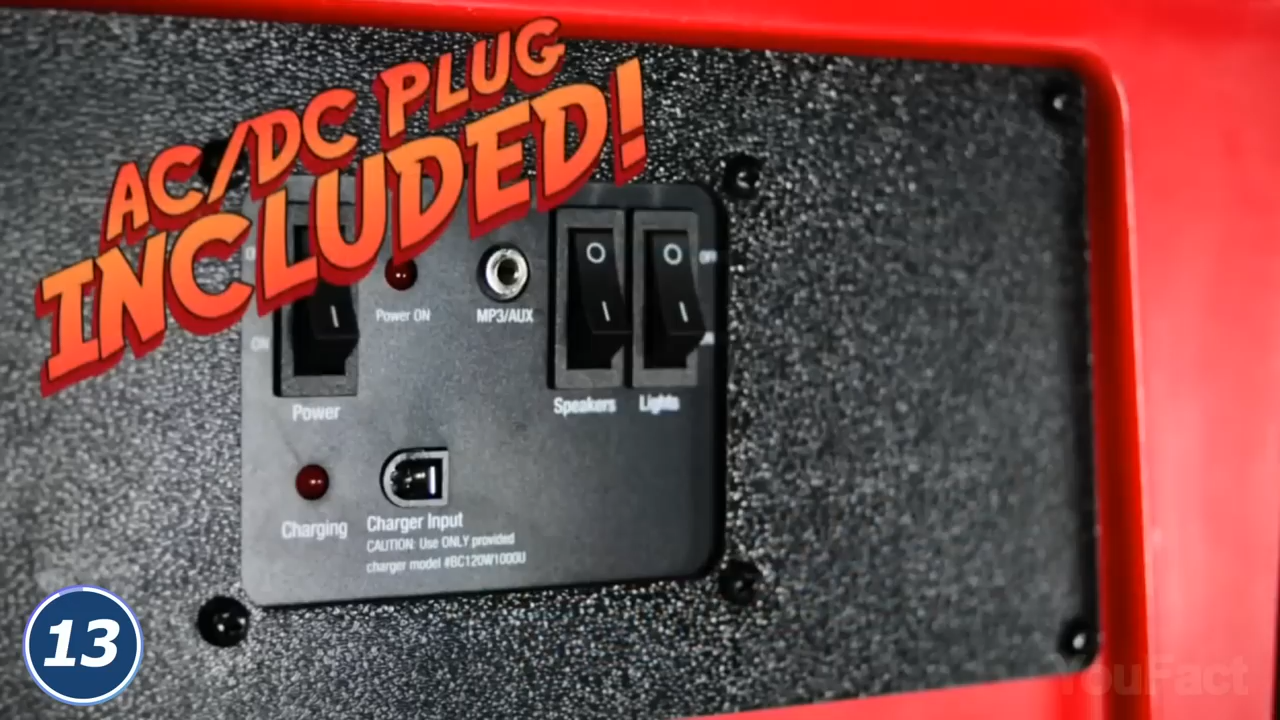 AC/DC PLUG
INCLUDED!
ON
Power ON
MP3/AUX
OFF
Power
Speakers
Lights
Charging
Charger Input
CAUTION: Use ONLY provided
charger model #BC120W1000U
13
YouFact